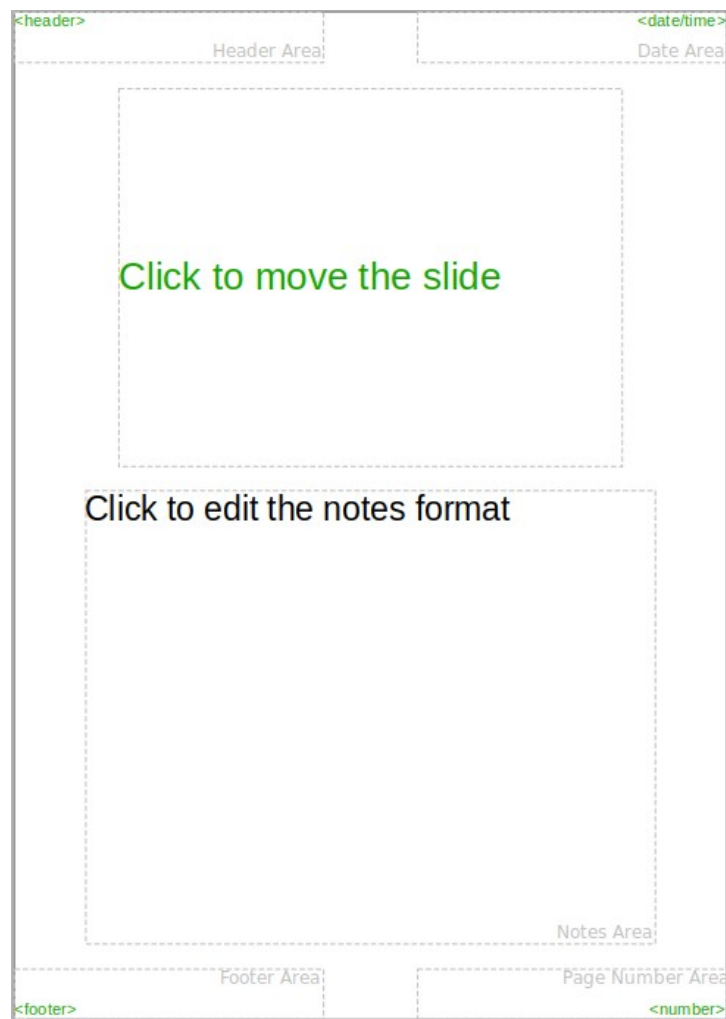 <header>
<date/time>
Header Area
Date Area
Click to move the slide
Click to edit the notes format
Notes Area
Footer Area
Page Number Area
<footer>
<number>